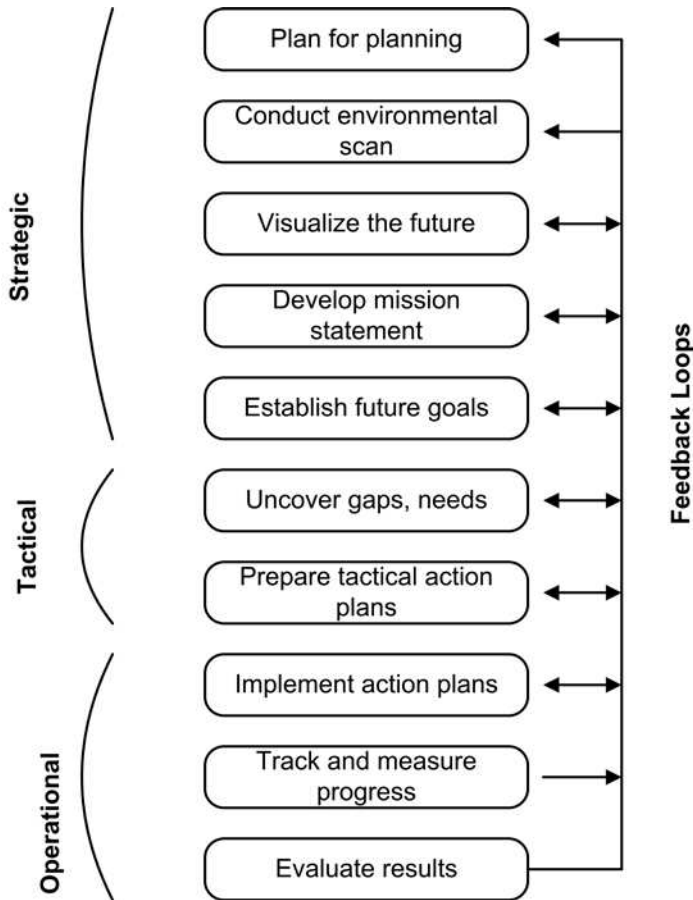 Plan for planning
Conduct environmental
scan
Visualize the future
Develop mission
statement
Establish future goals
Uncover gaps, needs
Prepare tactical action
plans
Implement action plans
Track and measure
progress
Evaluate results
Strategic
Tactical
Operational
Feedback Loops